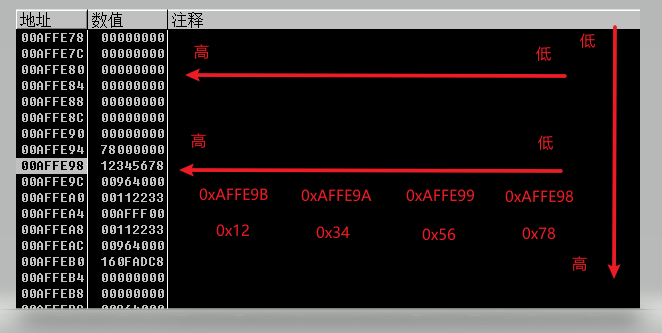 地址 数值 注释
00AFFE78 00000000
00AFFE7C 00000000
00AFFE80 00000000
00AFFE84 00000000
00AFFE88 00000000
00AFFE8C 00000000
00AFFE90 00000000
00AFFE94 78000000
00AFFE98 12345678
00AFFE9C 00964000
00AFFEA0 00112233
00AFFEA4 00AFFF00
00AFFEA8 00112233
00AFFEAC 00964000
00AFFEB0 160FADC8
00AFFEB4 00000000
00AFFEB8 00000000
低
高 低
高 低
0xAFFE9B 0xAFFE9A 0xAFFE99 0xAFFE98
0x12 0x34 0x56 0x78
高